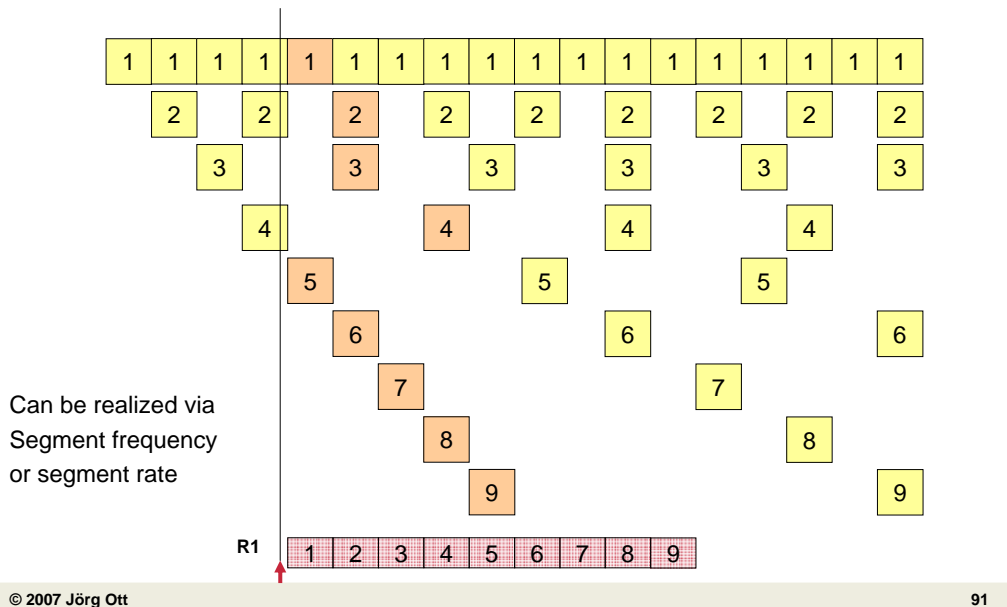 1 1 1 1 1 1 1 1 1 1 1 1 1 1 1 1 1 1
2 2 2 2 2 2 2 2 2
3 3 3 3 3 3
4 4 4 4
5 5 5
6 6 6
7 7
8 8
9 9
Can be realized via
Segment frequency
or segment rate
R1 1 2 3 4 5 6 7 8 9
© 2007 Jörg Ott 91